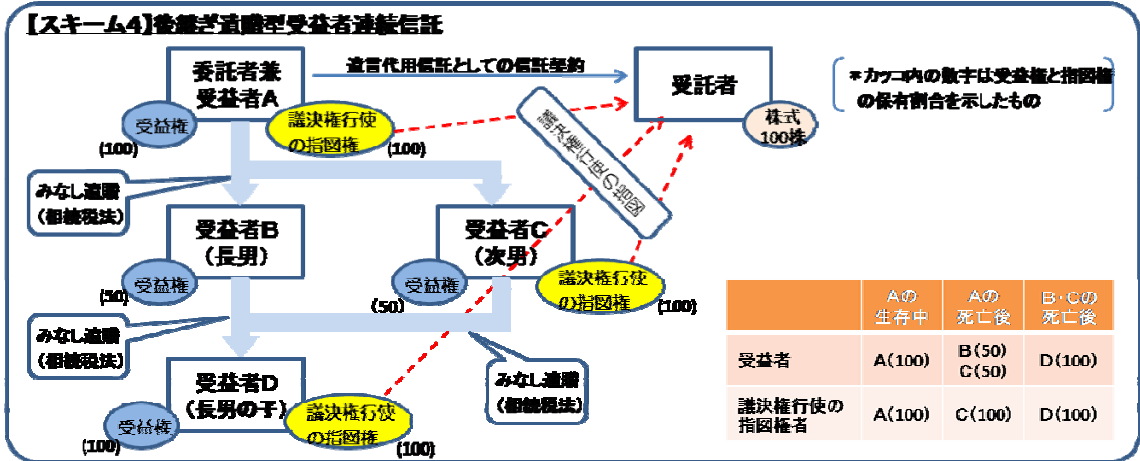 【スキーム4】後継ぎ遺贈型受益者連続信託
委託者兼
受益者A
遺言代用信託としての信託契約
受託者
*カッコ内の数字は受益権と指図権
の保有割合を示したもの
受益権
(100)
議決権行使
の指図権
(100)
株式
100株
議決権行使の指図
みなし遺贈
(相続税法)
受益者B
(長男)
受益者C
(次男)
受益権
(50)
受益権
(50)
議決権行使
の指図権
(100)
みなし遺贈
(相続税法)
みなし遺贈
(相続税法)
受益者D
(長男の子)
受益権
(100)
議決権行使
の指図権
(100)
Aの
生存中
Aの
死亡後
B・Cの
死亡後
受益者
A(100)
B(50)
C(50)
D(100)
議決権行使の
指図権者
A(100)
C(100)
D(100)